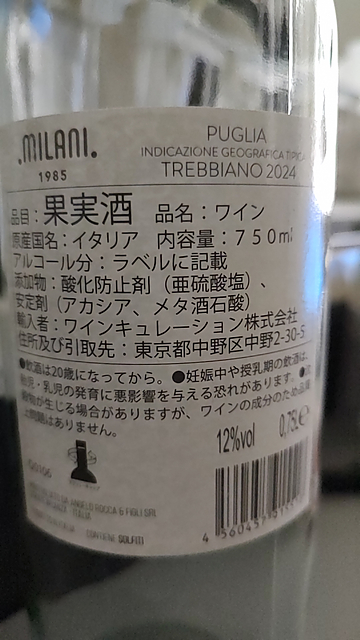 .MILANI.
1985
PUGLIA
INDICAZIONE GEOGRAFICA TIPICA
TREBBIANO 2024
品目：果実酒　品名：ワイン
原産国名：イタリア　内容量：７５０ml
アルコール分：ラベルに記載
添加物：酸化防止剤（亜硫酸塩）、
安定剤（アカシア、メタ酒石酸）
輸入者：ワインキュレーション株式会社
住所及び引取先：東京都中野区中野2-30-5
●飲酒は20歳になってから。●妊娠中や授乳期の飲酒は、
胎児・乳児の発育に悪影響を与える恐れがあります。
が生じる場合がありますが、ワインの成分のため品質
上問題はありません。
12%vol 0,75L e
ANGELO ROCCA & FIGLI SRL
ITALIA
CONTIENE SOLFITI